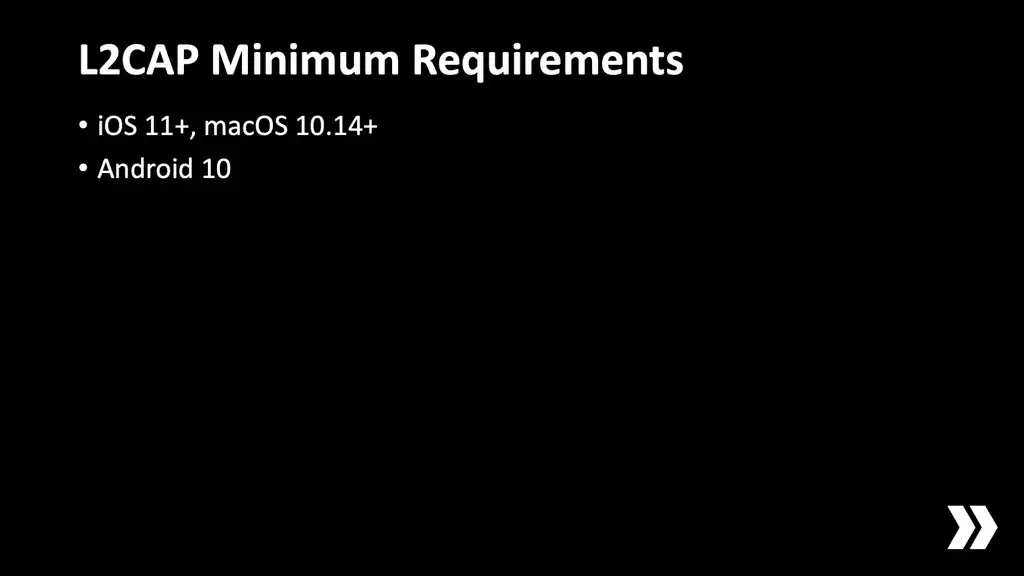 L2CAP Minimum Requirements
• iOS 11+, macOS 10.14+
• Android 10